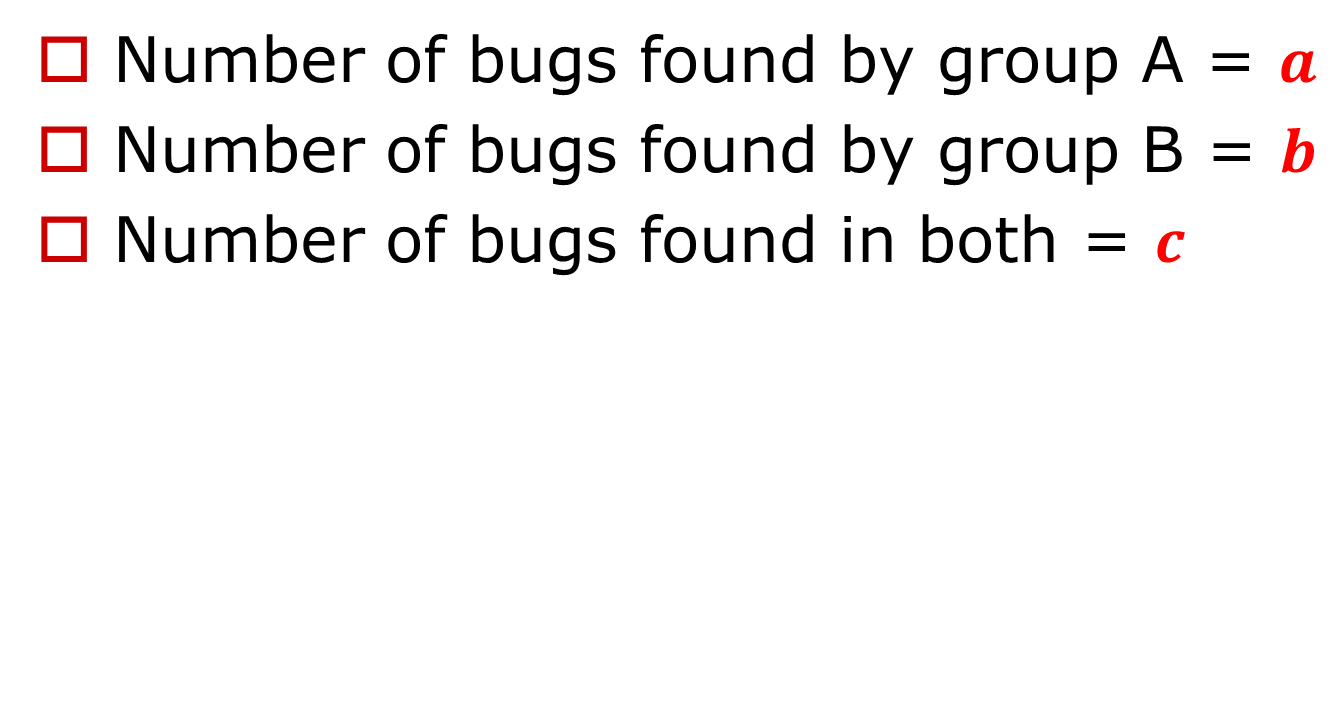 Number of bugs found by group A = a
Number of bugs found by group B = b
Number of bugs found in both = c